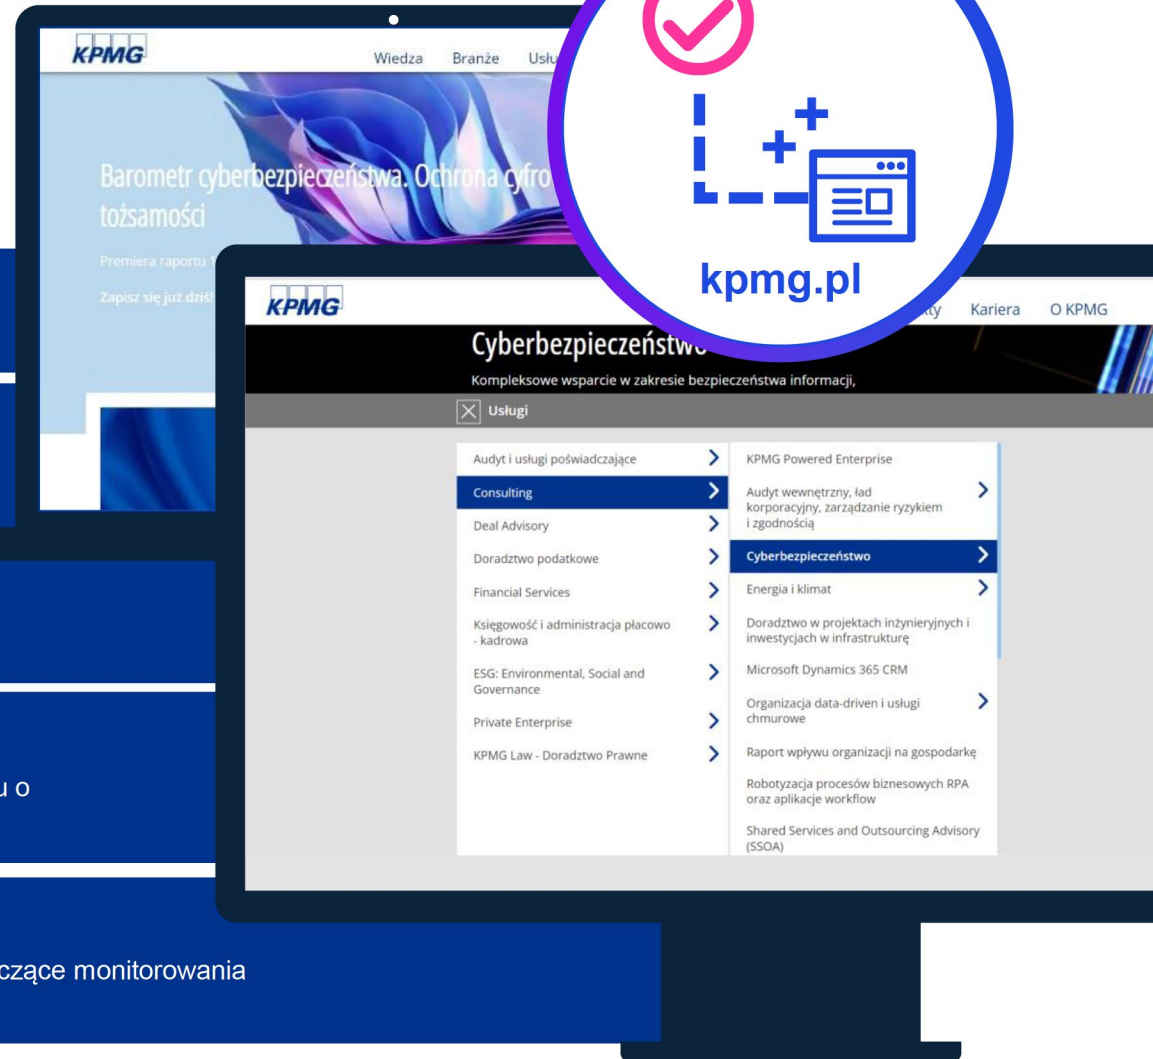 KPMG
Wiedza Branże Usłu
Barometr cyberbezpieczeństwa. Ochrona cyfro
tożsamości
Premiera raportu 1
Zapisz się już dziś!
kpmg.pl
KPMG
kty Kariera O KPMG
Cyberbezpieczeństwo
Kompleksowe wsparcie w zakresie bezpieczeństwa informacji,
Usługi
Audyt i usługi poświadczające
Consulting
Deal Advisory
Doradztwo podatkowe
Financial Services
Księgowość i administracja płacowo
- kadrowa
ESG: Environmental, Social and
Governance
Private Enterprise
KPMG Law - Doradztwo Prawne
KPMG Powered Enterprise
Audyt wewnętrzny, ład
korporacyjny, zarządzanie ryzykiem
i zgodnością
Cyberbezpieczeństwo
Energia i klimat
Doradztwo w projektach inżynieryjnych i
inwestycjach w infrastrukturę
Microsoft Dynamics 365 CRM
Organizacja data-driven i usługi
chmurowe
Raport wpływu organizacji na gospodarkę
Robotyzacja procesów biznesowych RPA
oraz aplikacje workflow
Shared Services and Outsourcing Advisory
(SSOA)
u o
czące monitorowania